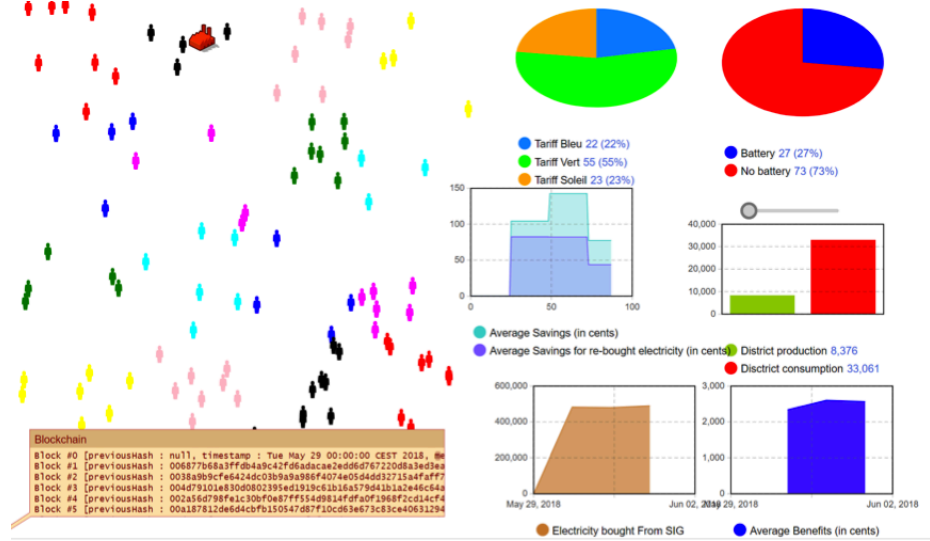 Tariff Bleu 22 (22%)
Tariff Vert 55 (55%)
Tariff Soleil 23 (23%)
Battery 27 (27%)
No battery 73 (73%)
150
100
50
0
0
50
100
Average Savings (in cents)
Average Savings for re-bought electricity (in cents)
40,000
30,000
20,000
10,000
0
District production 8,376
Disctrict consumption 33,061
600,000
400,000
200,000
0
May 29, 2018
Jun 02, 2018
Electricity bought From SIG
3,000
2,000
1,000
0
May 29, 2018
Jun 02, 2018
Average Benefits (in cents)
Blockchain
Block #0 [previousHash : null, timestamp : Tue May 29 00:00:00 CEST 2018,
Block #1 [previousHash : 006877b68a3ffdb4a9c42fd6adacae2edd6d767220d8a3ed3ea
Block #2 [previousHash : 0038a9b9cfe6424dc03b9a9a986f4074e05d4dd32715a4faff7
Block #3 [previousHash : 004d79101e830d0802395ed1919c61b16a579d41b1a2e46c64a
Block #4 [previousHash : 002a56d798fe1c30bf0e87ff554d9814fdfa0f1968f2cd14cf4
Block #5 [previousHash : 00a187812de6d4cbfb150547d87f10cd63e673c83ce40631294